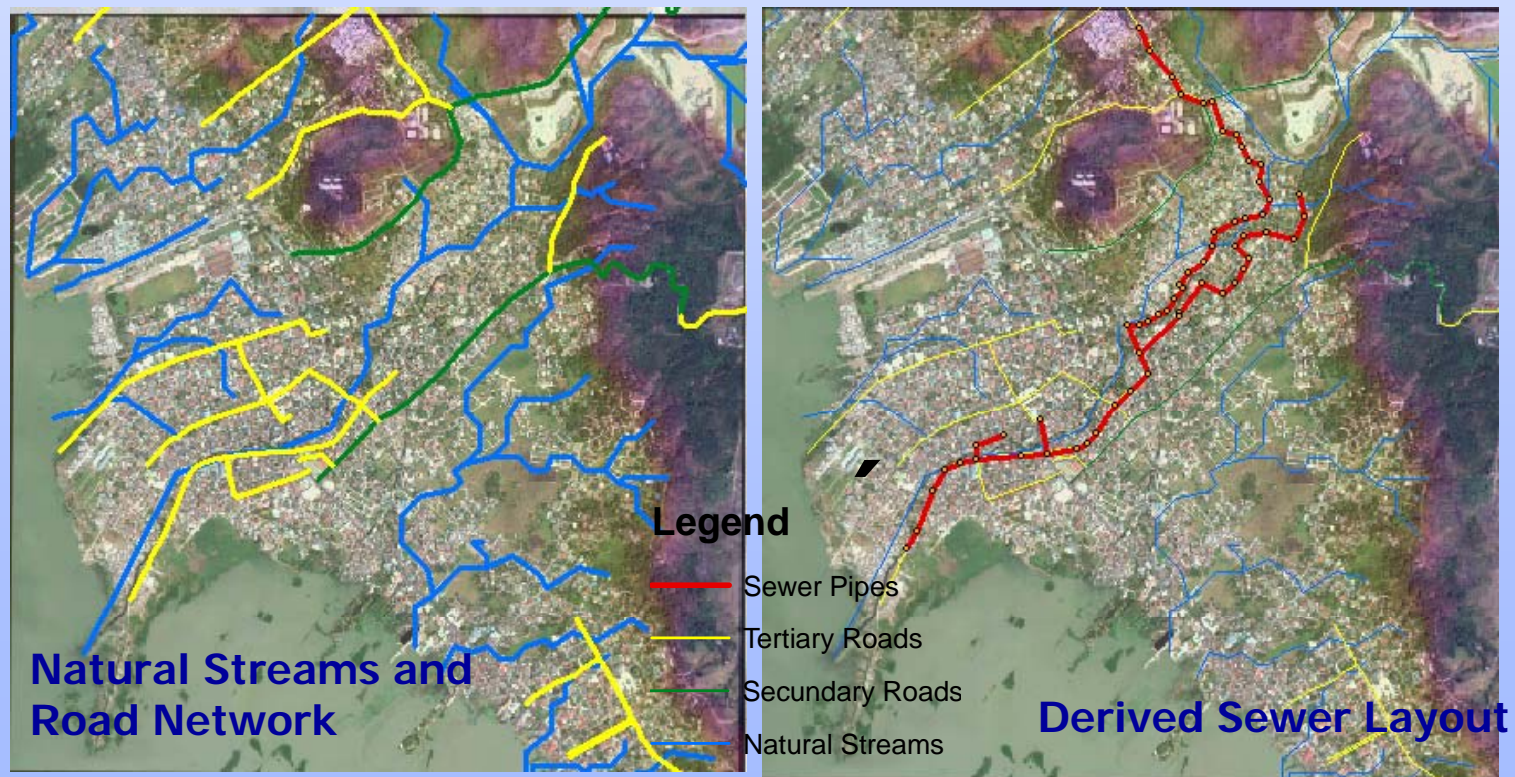 Natural Streams and
Road Network
Legend
Sewer Pipes
Tertiary Roads
Secundary Roads
Natural Streams
Derived Sewer Layout